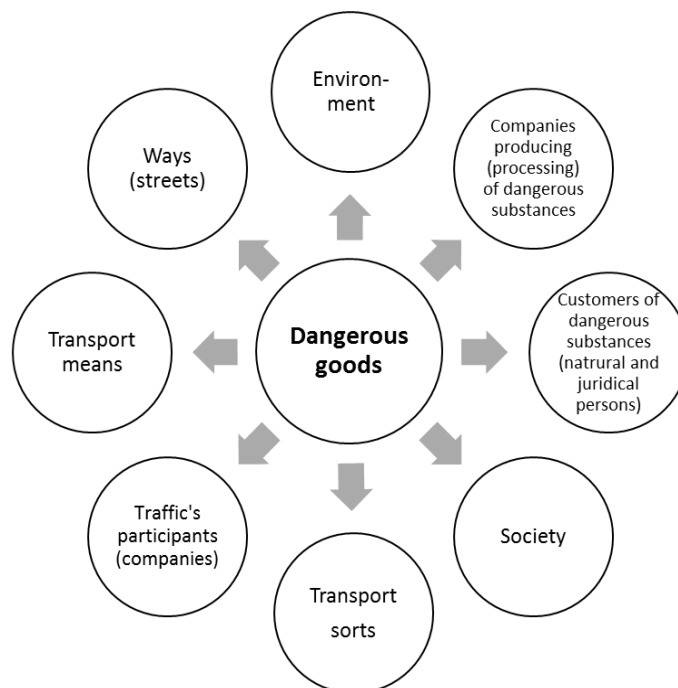 Environ-
ment
Companies
producing
(processing)
of dangerous
substances
Customers of
dangerous
substances
(natrural and
juridical
persons)
Society
Transport
sorts
Traffic's
participants
(companies)
Transport
means
Ways
(streets)
Dangerous
goods